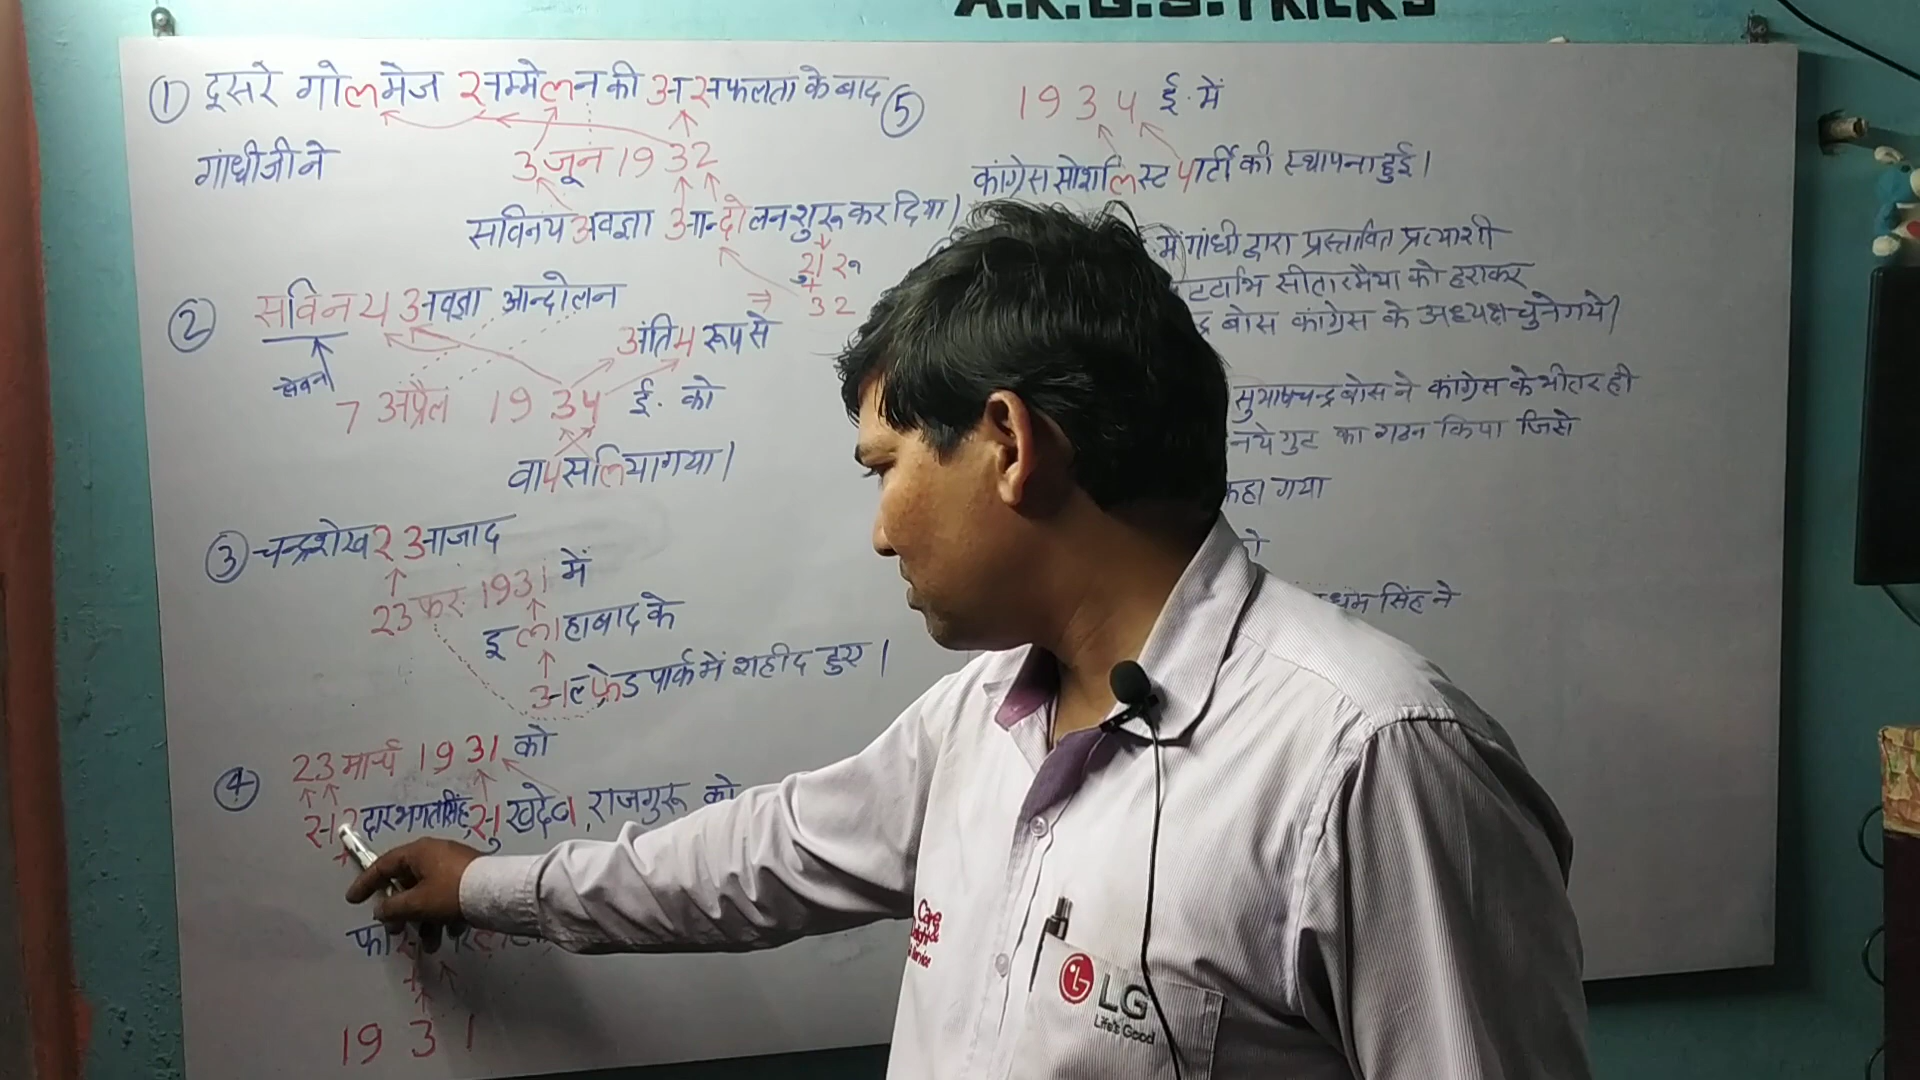 A.K.G.S. TRICKS
① दूसरे गोलमेज सम्मेलन की असफलता के बाद
गांधीजी ने 3 जून 1932
सविनय अवज्ञा आन्दोलन शुरू कर दिया।
32
② सविनय अवज्ञा आन्दोलन
अंतिम रूप से
7 अप्रैल 1934 ई. को
वापस लिया गया।
③ चन्द्रशेखर आजाद
23 फर. 1931 में
इलाहाबाद के
अल्फ्रेड पार्क में शहीद हुए।
④ 23 मार्च 1931 को
सरदार भगतसिंह, सुखदेव, राजगुरू को
1931
⑤ 1934 ई. में
कांग्रेस सोशलिस्ट पार्टी की स्थापना हुई।
में गांधी द्वारा प्रस्तावित प्रत्याशी
सीतारमैया को हराकर
बोस कांग्रेस के अध्यक्ष चुने गये।
सुभाषचन्द्र बोस ने कांग्रेस के भीतर ही
नये गुट का गठन किया जिसे
कहा गया
सिंह ने
LG
Life's Good